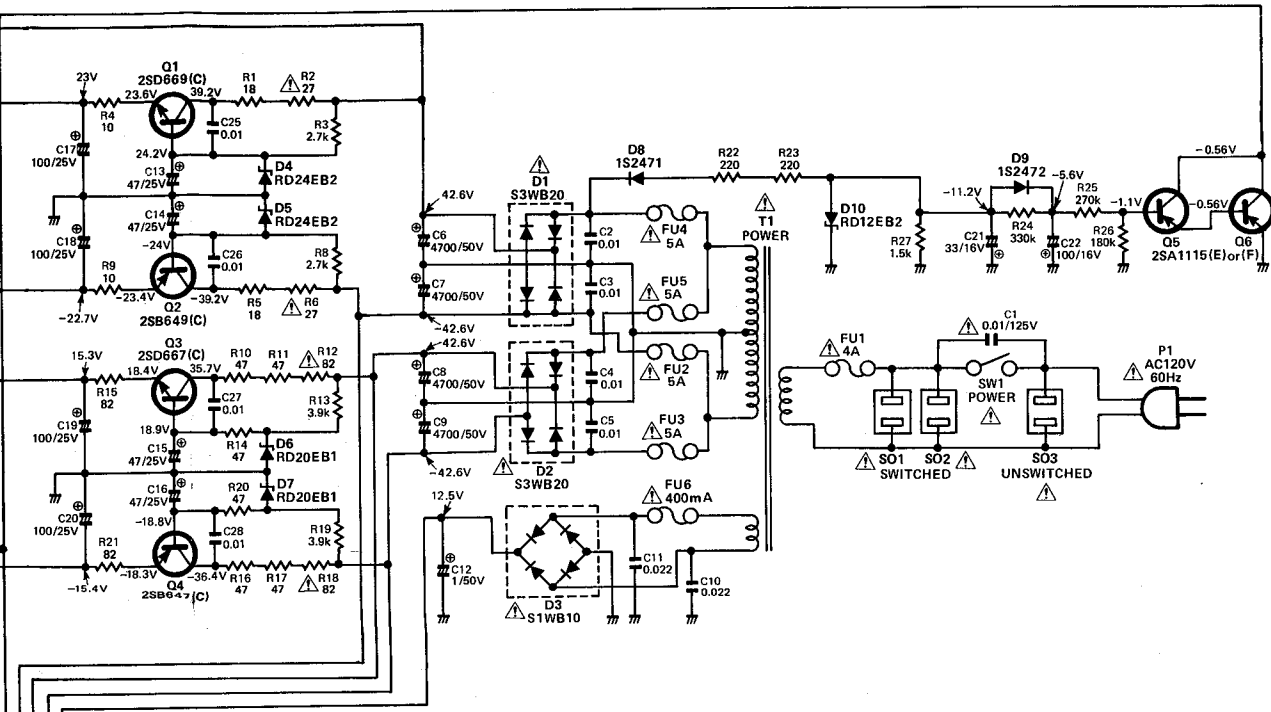 Q1
2SD669(C)
23V
23.6V
39.2V
R1
18
R2
27
R4
10
C25
0.01
R3
2.7k
C17
100/25V
24.2V
C13
47/25V
D4
RD24EB2
D5
RD24EB2
C14
47/25V
C18
100/25V
-24V
C26
0.01
R8
2.7k
R9
10
-23.4V
-39.2V
R5
18
R6
27
Q2
2SB649(C)
-22.7V
Q3
2SD667(C)
15.3V
18.4V
35.7V
R10
47
R11
47
R12
82
R15
82
C27
0.01
R13
3.9k
C19
100/25V
18.9V
R14
47
C15
47/25V
D6
RD20EB1
D7
RD20EB1
C16
47/25V
R20
47
C20
100/25V
-18.8V
C28
0.01
R19
3.9k
R21
82
-18.3V
-36.4V
R16
47
R17
47
R18
82
Q4
2SB647(C)
-15.4V
42.6V
C6
4700/50V
C7
4700/50V
-42.6V
42.6V
C8
4700/50V
C9
4700/50V
-42.6V
12.5V
C12
1/50V
D1
S3WB20
D2
S3WB20
D3
S1WB10
C2
0.01
C3
0.01
C4
0.01
C5
0.01
C11
0.022
C10
0.022
FU4
5A
FU5
5A
FU2
5A
FU3
5A
FU6
400mA
T1
POWER
D8
1S2471
R22
220
R23
220
D10
RD12EB2
R27
1.5k
-11.2V
D9
1S2472
-5.6V
R24
330k
C21
33/16V
C22
100/16V
R25
270k
-1.1V
R26
180k
-0.56V
-0.56V
Q5
Q6
2SA1115(E)or(F)
FU1
4A
C1
0.01/125V
SW1
POWER
P1
AC120V
60Hz
SO1
SO2
SWITCHED
SO3
UNSWITCHED